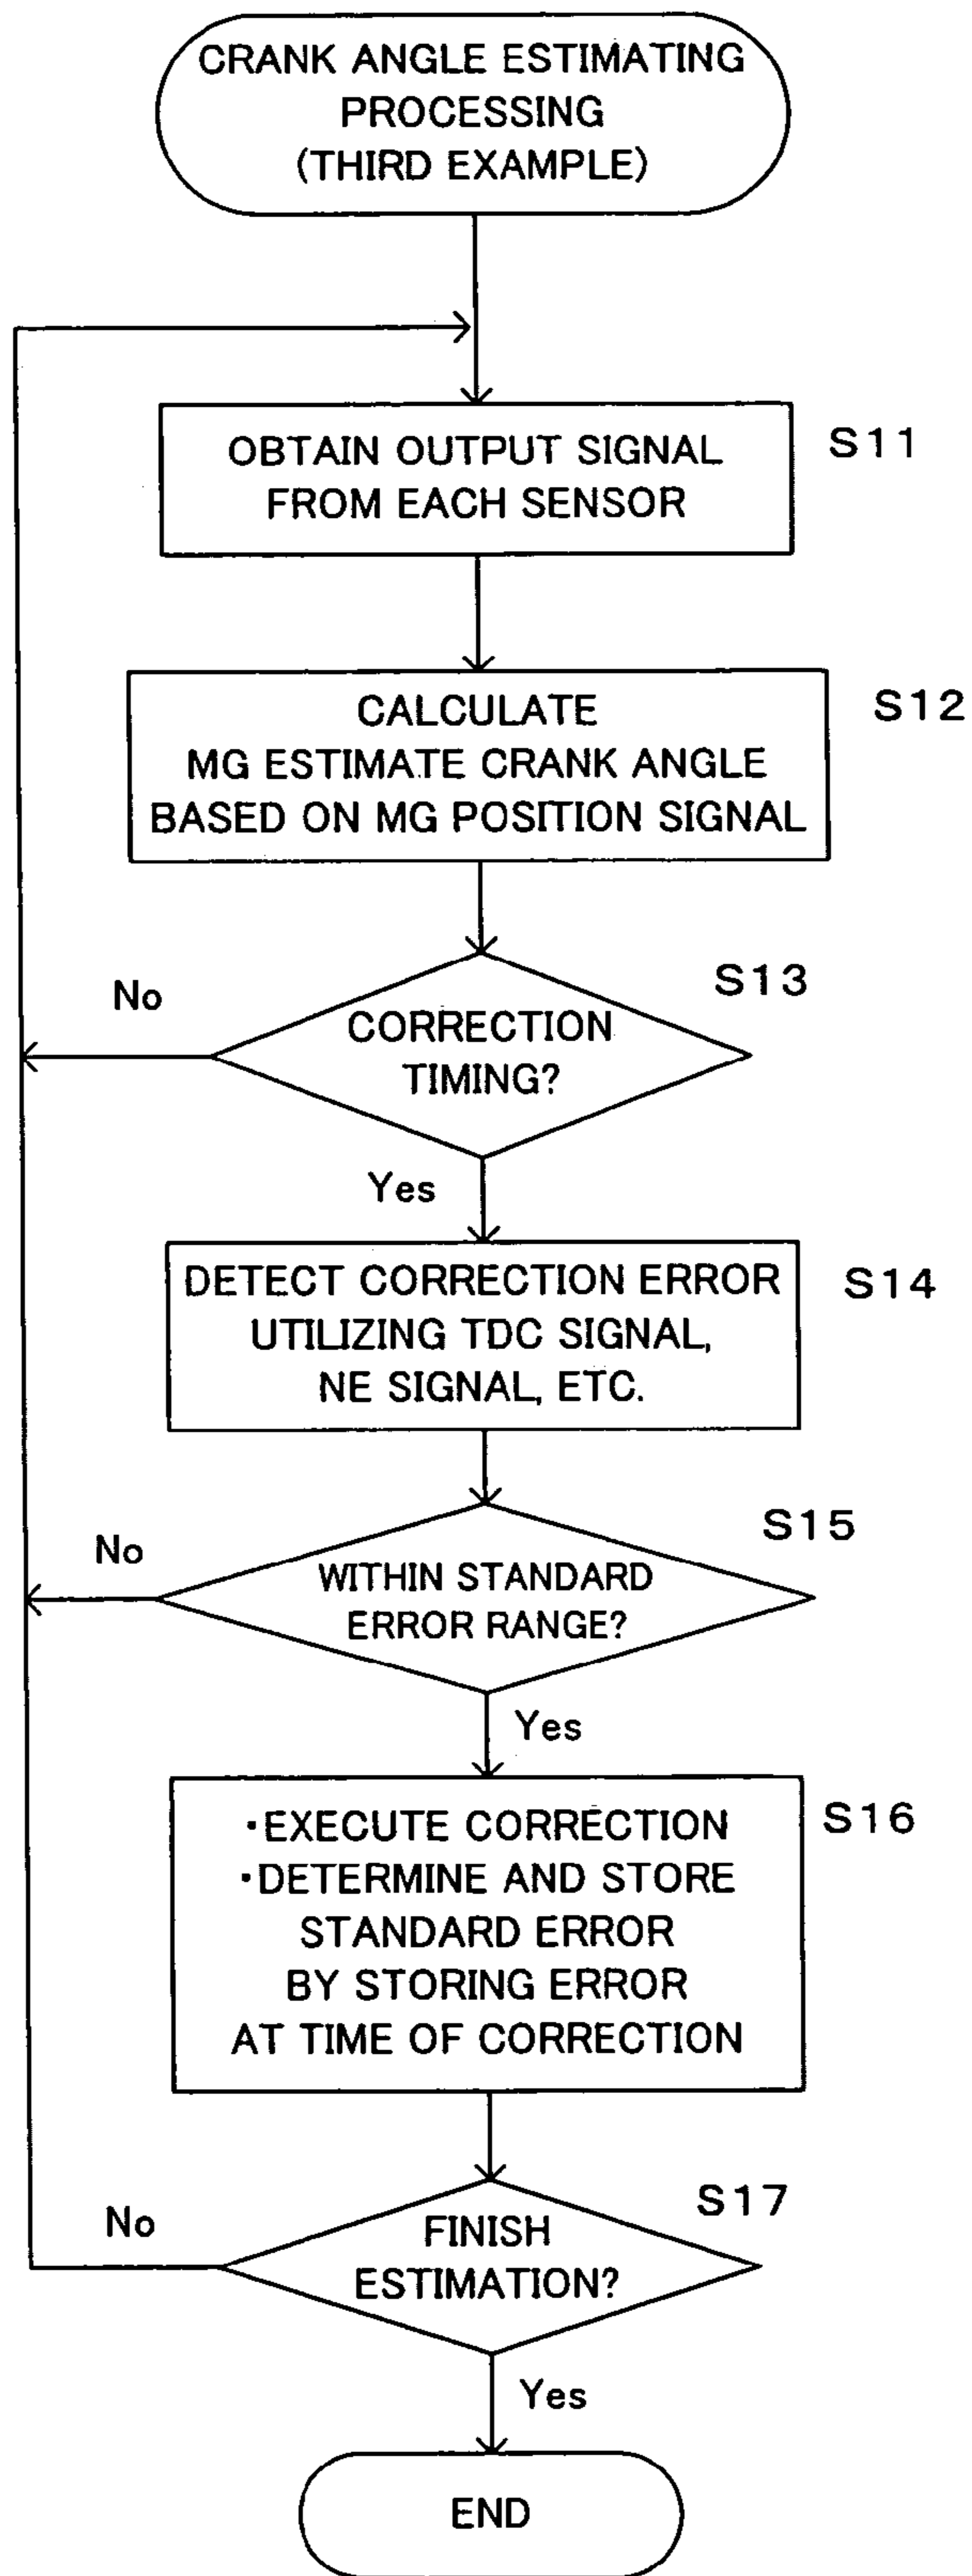 CRANK ANGLE ESTIMATING
PROCESSING
(THIRD EXAMPLE)
OBTAIN OUTPUT SIGNAL
FROM EACH SENSOR
S11
CALCULATE
MG ESTIMATE CRANK ANGLE
BASED ON MG POSITION SIGNAL
S12
CORRECTION
TIMING?
S13
No
Yes
DETECT CORRECTION ERROR
UTILIZING TDC SIGNAL,
NE SIGNAL, ETC.
S14
WITHIN STANDARD
ERROR RANGE?
S15
No
Yes
・EXECUTE CORRECTION
・DETERMINE AND STORE
STANDARD ERROR
BY STORING ERROR
AT TIME OF CORRECTION
S16
FINISH
ESTIMATION?
S17
No
Yes
END